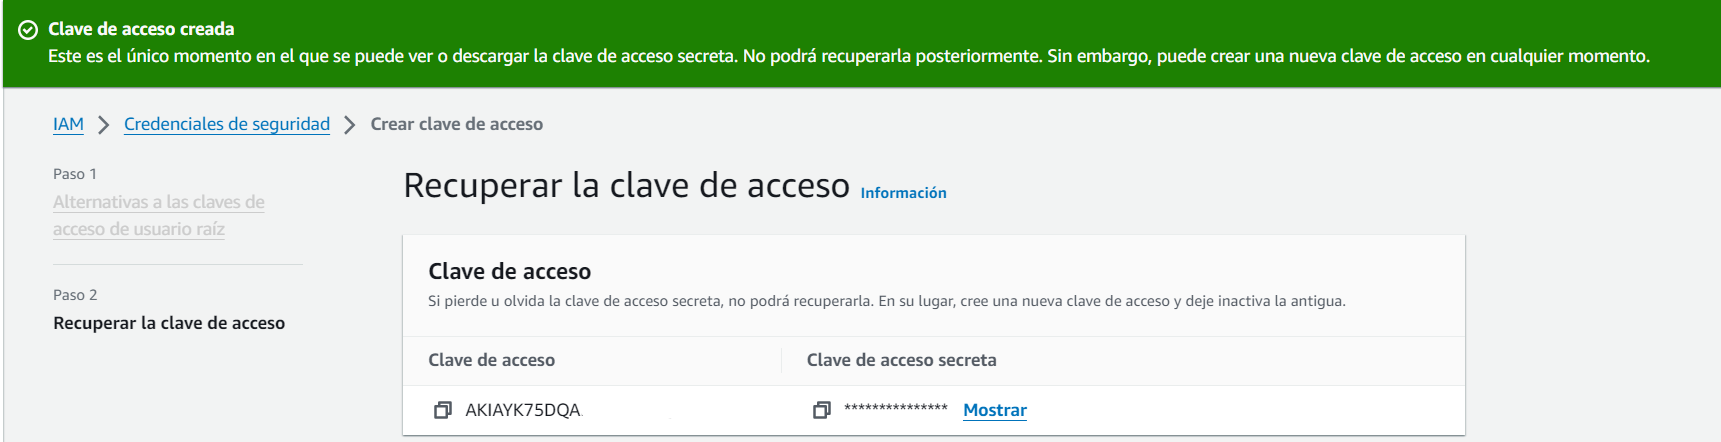 Clave de acceso creada
Este es el único momento en el que se puede ver o descargar la clave de acceso secreta. No podrá recuperarla posteriormente. Sin embargo, puede crear una nueva clave de acceso en cualquier momento.
IAM > Credenciales de seguridad > Crear clave de acceso
Paso 1
Alternativas a las claves de
acceso de usuario raíz
Paso 2
Recuperar la clave de acceso
Recuperar la clave de acceso Información
Clave de acceso
Si pierde u olvida la clave de acceso secreta, no podrá recuperarla. En su lugar, cree una nueva clave de acceso y deje inactiva la antigua.
Clave de acceso Clave de acceso secreta
AKIAYK75DQA *************** Mostrar